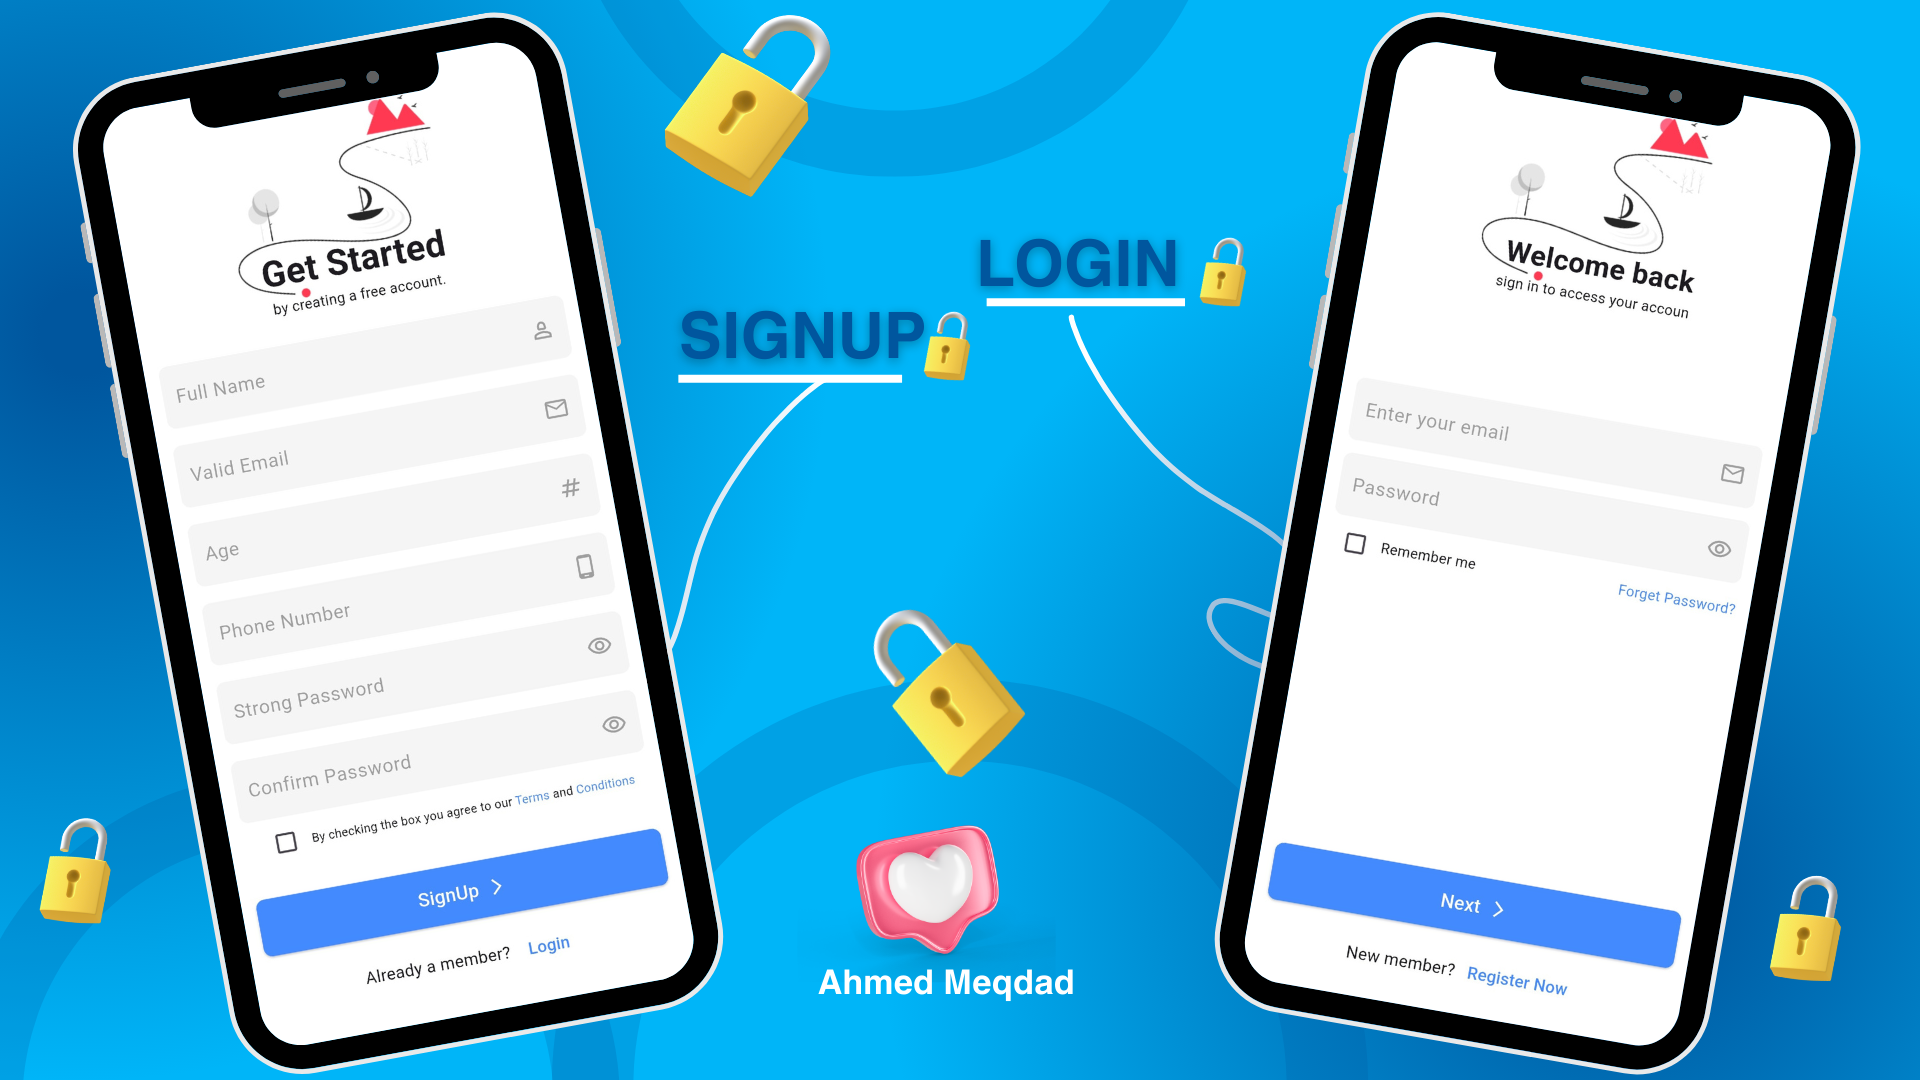 Get Started
by creating a free account.
Full Name
Valid Email
Age
#
Phone Number
Strong Password
Confirm Password
By checking the box you agree to our Terms and Conditions
SignUp >
Already a member? Login
SIGNUP
LOGIN
Ahmed Meqdad
Welcome back
sign in to access your accoun
Enter your email
Password
Remember me
Forget Password?
Next >
New member? Register Now